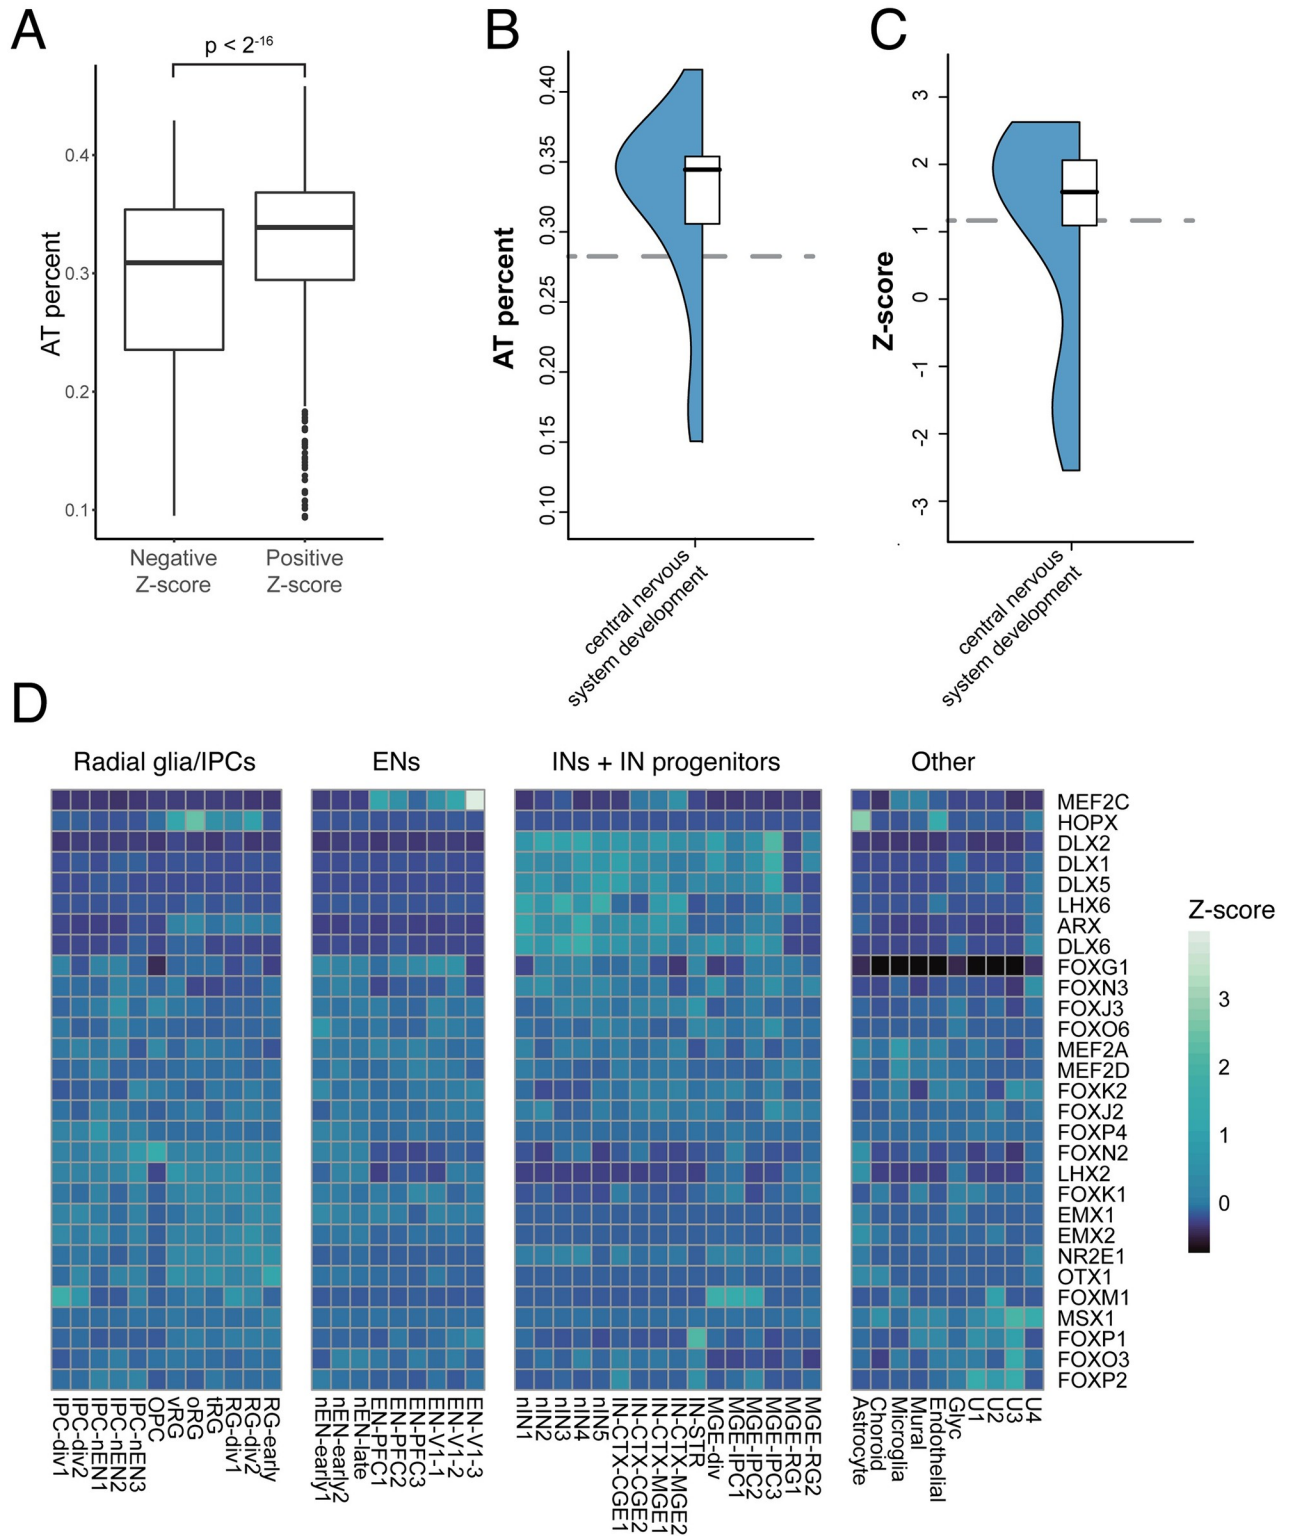 A
p < 2-16
AT percent
0.4
0.3
0.2
0.1
Negative
Z-score
Positive
Z-score
B
AT percent
0.40
0.35
0.30
0.25
0.20
0.15
0.10
central nervous
system development
C
Z-score
3
2
1
0
-1
-2
-3
central nervous
system development
D
Radial glia/IPCs
ENs
INs + IN progenitors
Other
MEF2C
HOPX
DLX2
DLX1
DLX5
LHX6
ARX
DLX6
FOXG1
FOXN3
FOXJ3
FOXO6
MEF2A
MEF2D
FOXK2
FOXJ2
FOXP4
FOXN2
LHX2
FOXK1
EMX1
EMX2
NR2E1
OTX1
FOXM1
MSX1
FOXP1
FOXO3
FOXP2
IPC-div1
IPC-div2
IPC-nEN1
IPC-nEN2
IPC-nEN3
OPC
vRG
oRG
tRG
RG-div1
RG-div2
RG-early
nEN-early1
nEN-early2
nEN-late
EN-PFC1
EN-PFC2
EN-PFC3
EN-V1-1
EN-V1-2
EN-V1-3
nIN1
nIN2
nIN3
nIN4
nIN5
IN-CTX-CGE1
IN-CTX-CGE2
IN-CTX-MGE1
IN-CTX-MGE2
IN-STR
MGE-div
MGE-IPC1
MGE-IPC2
MGE-IPC3
MGE-RG1
MGE-RG2
Astrocyte
Choroid
Microglia
Mural
Endothelial
Glyc
U1
U2
U3
U4
Z-score
3
2
1
0